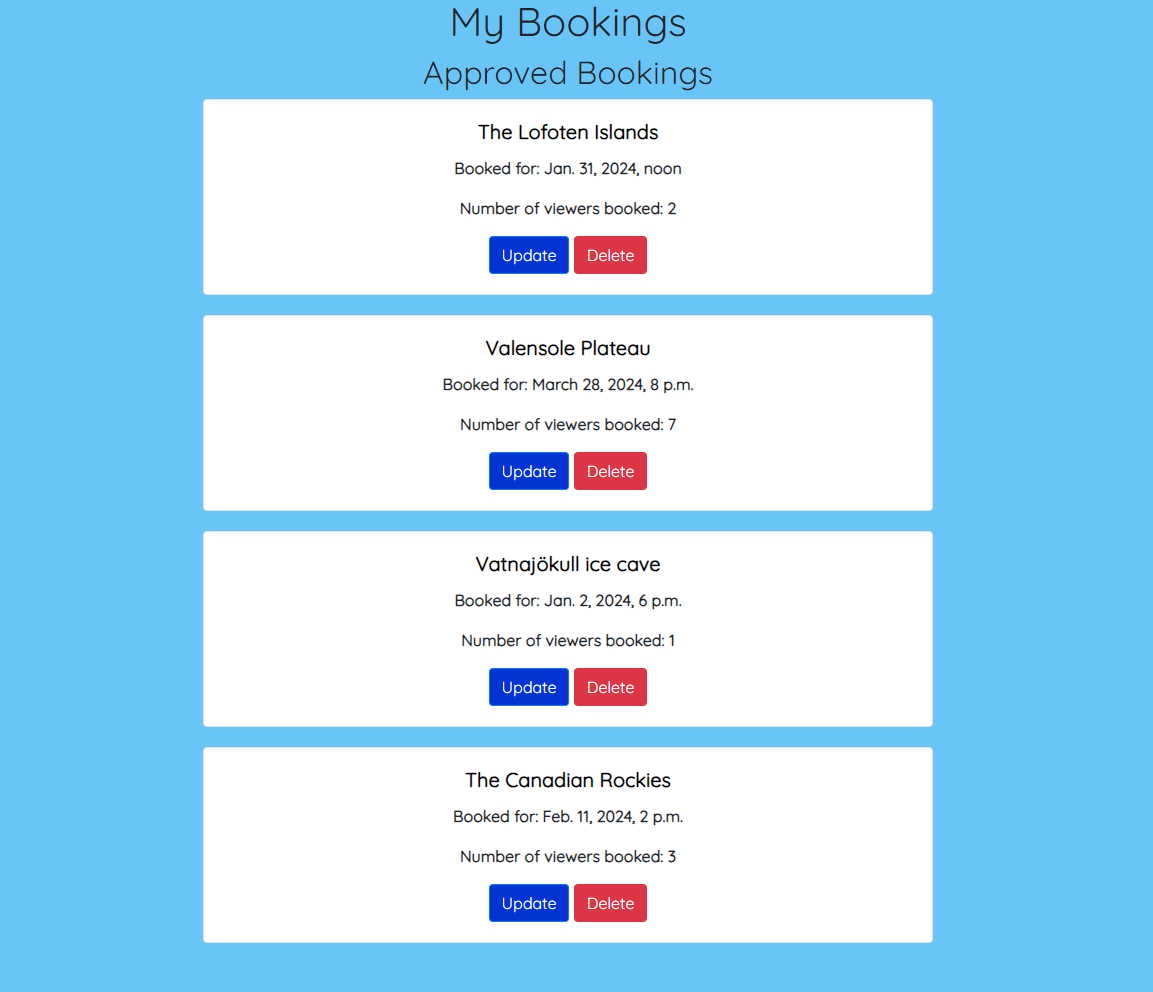 My Bookings
Approved Bookings
The Lofoten Islands
Booked for: Jan. 31, 2024, noon
Number of viewers booked: 2
Update Delete
Valensole Plateau
Booked for: March 28, 2024, 8 p.m.
Number of viewers booked: 7
Update Delete
Vatnajökull ice cave
Booked for: Jan. 2, 2024, 6 p.m.
Number of viewers booked: 1
Update Delete
The Canadian Rockies
Booked for: Feb. 11, 2024, 2 p.m.
Number of viewers booked: 3
Update Delete